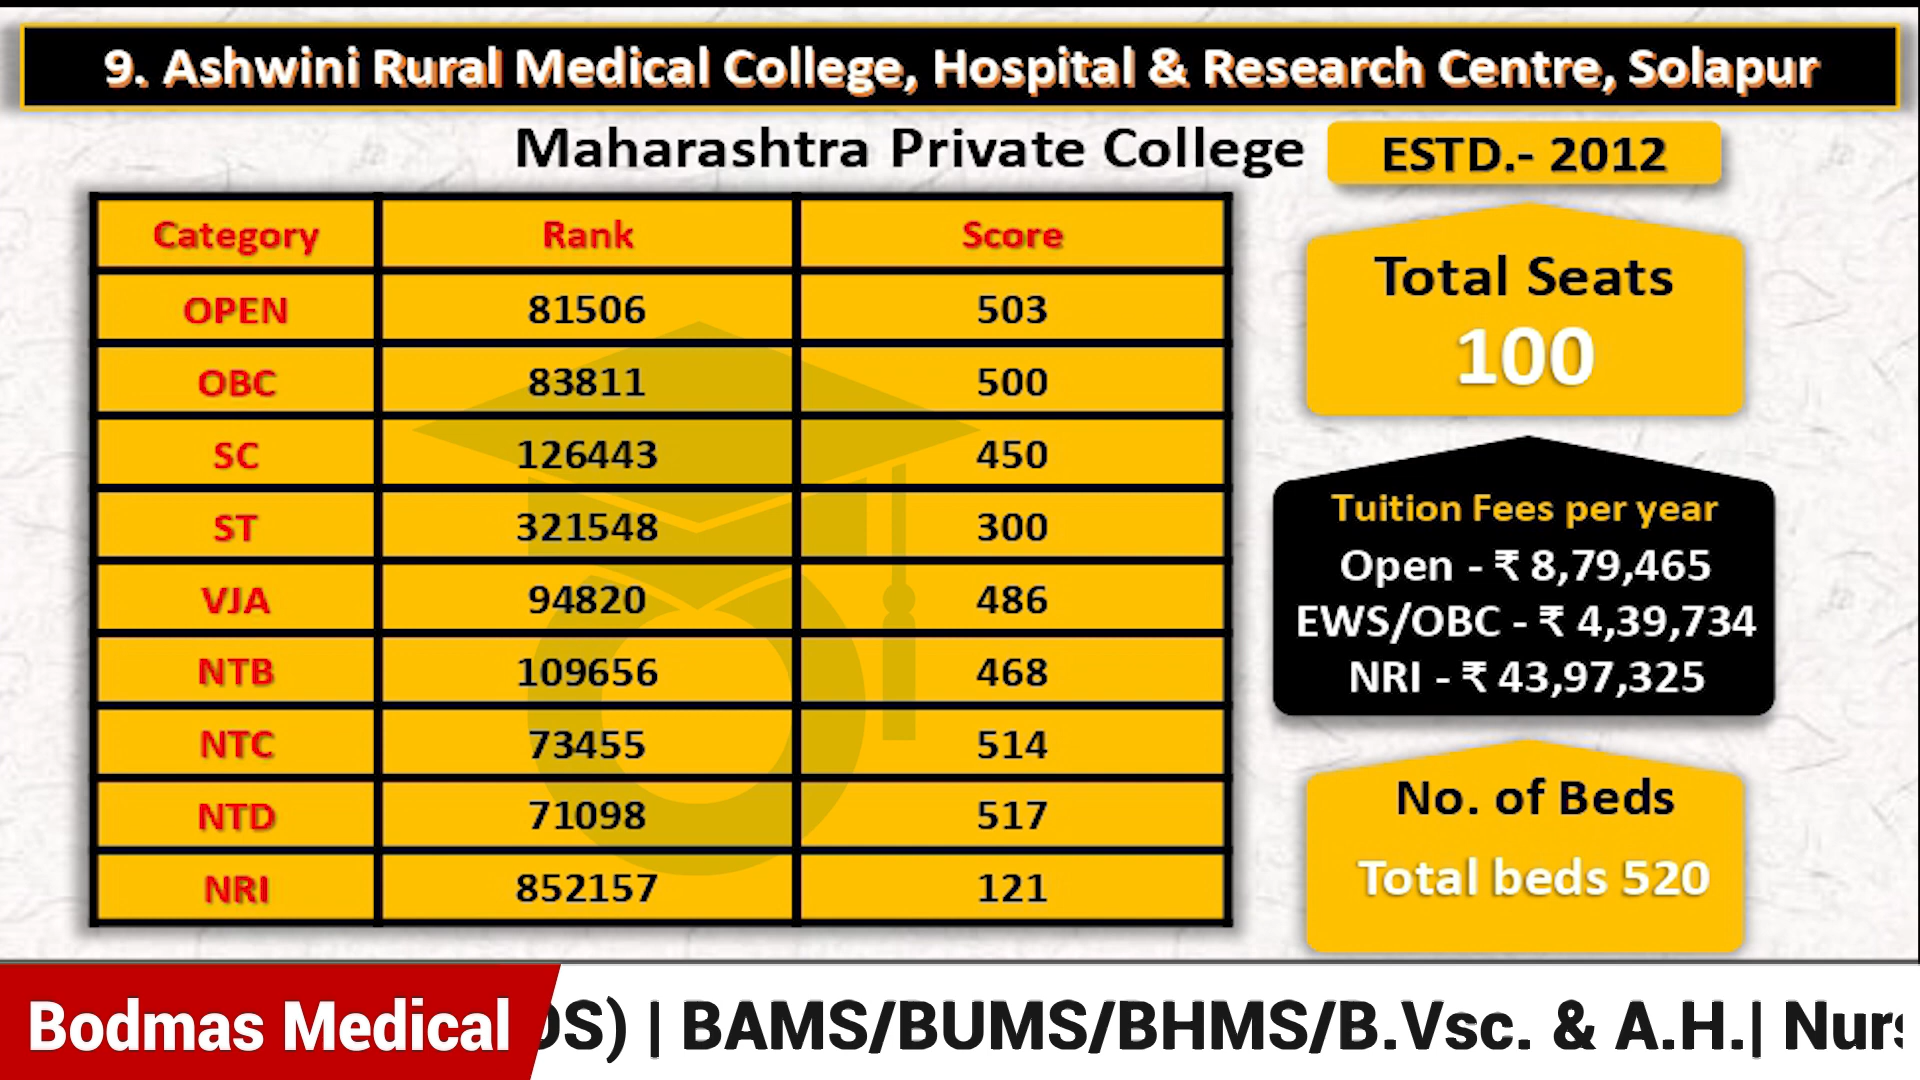 9. Ashwini Rural Medical College, Hospital & Research Centre, Solapur
Maharashtra Private College
ESTD.- 2012
Category Rank Score
OPEN 81506 503
OBC 83811 500
SC 126443 450
ST 321548 300
VJA 94820 486
NTB 109656 468
NTC 73455 514
NTD 71098 517
NRI 852157 121
Total Seats
100
Tuition Fees per year
Open - ₹ 8,79,465
EWS/OBC - ₹ 4,39,734
NRI - ₹ 43,97,325
No. of Beds
Total beds 520
Bodmas Medical
DS) | BAMS/BUMS/BHMS/B.Vsc. & A.H.|